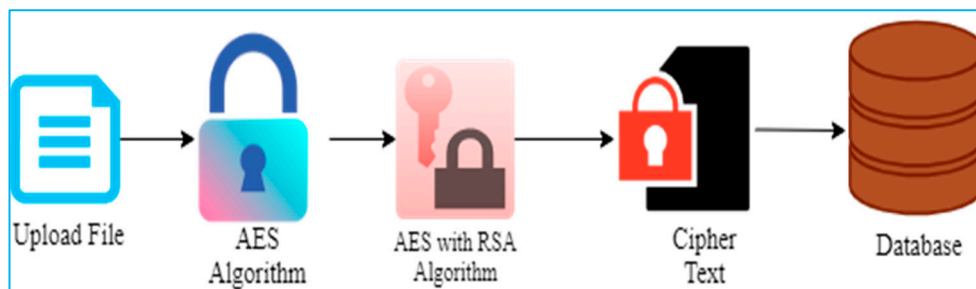 Upload File
AES
Algorithm
AES with RSA
Algorithm
Cipher
Text
Database